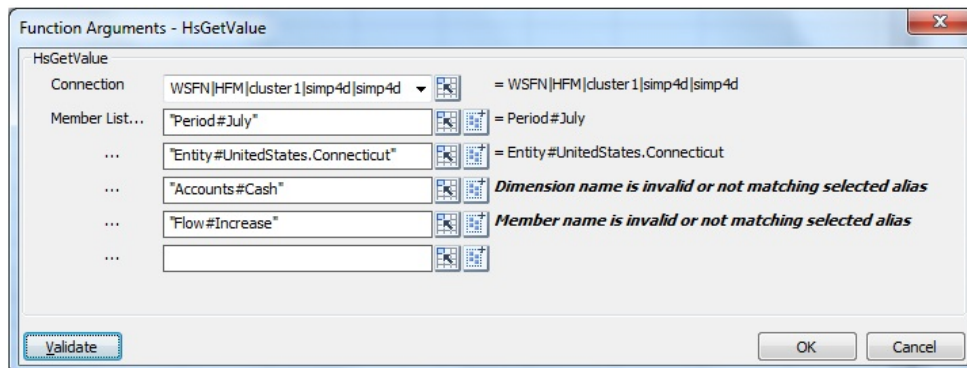 Function Arguments - HsGetValue
HsGetValue
Connection WSFN|HFM|cluster1|simp4d|simp4d = WSFN|HFM|cluster1|simp4d|simp4d
Member List... "Period#July" = Period#July
... "Entity#UnitedStates.Connecticut" = Entity#UnitedStates.Connecticut
... "Accounts#Cash" Dimension name is invalid or not matching selected alias
... "Flow#Increase" Member name is invalid or not matching selected alias
...
Validate OK Cancel